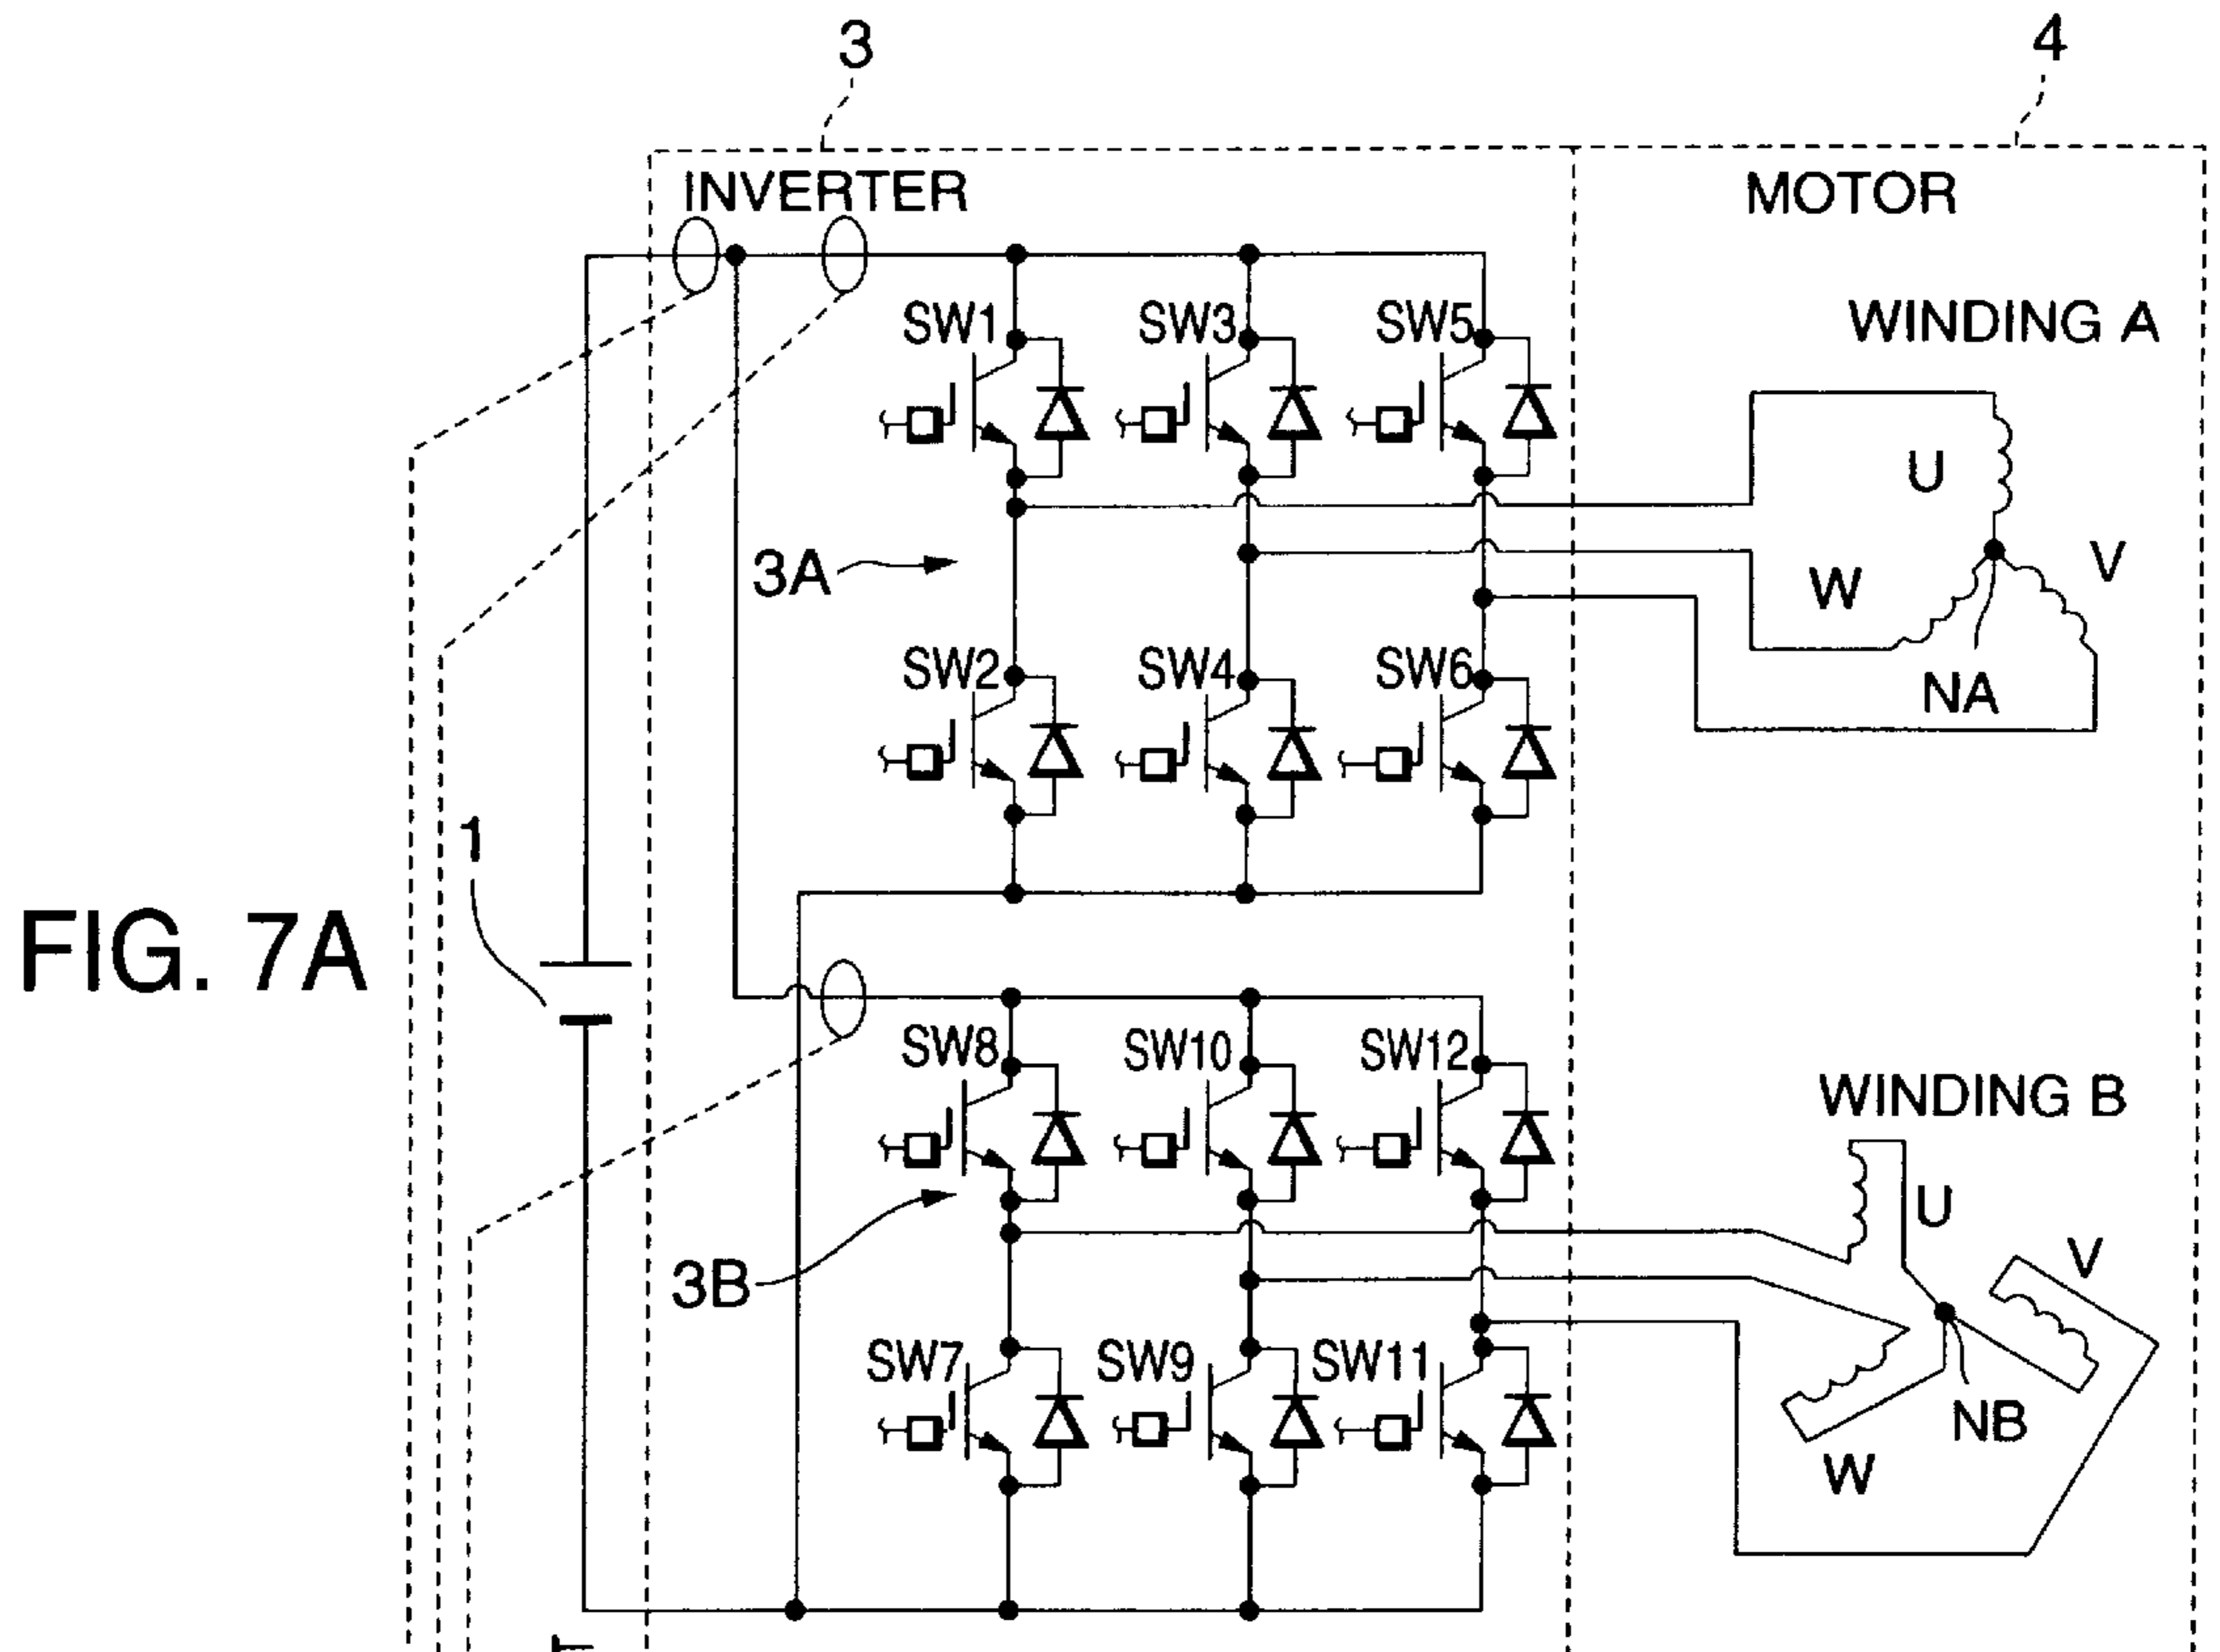 3
4
INVERTER
MOTOR
SW1
SW3
SW5
WINDING A
U
V
3A
W
SW2
SW4
SW6
NA
1
FIG. 7A
SW8
SW10
SW12
WINDING B
U
V
3B
SW7
SW9
SW11
NB
W